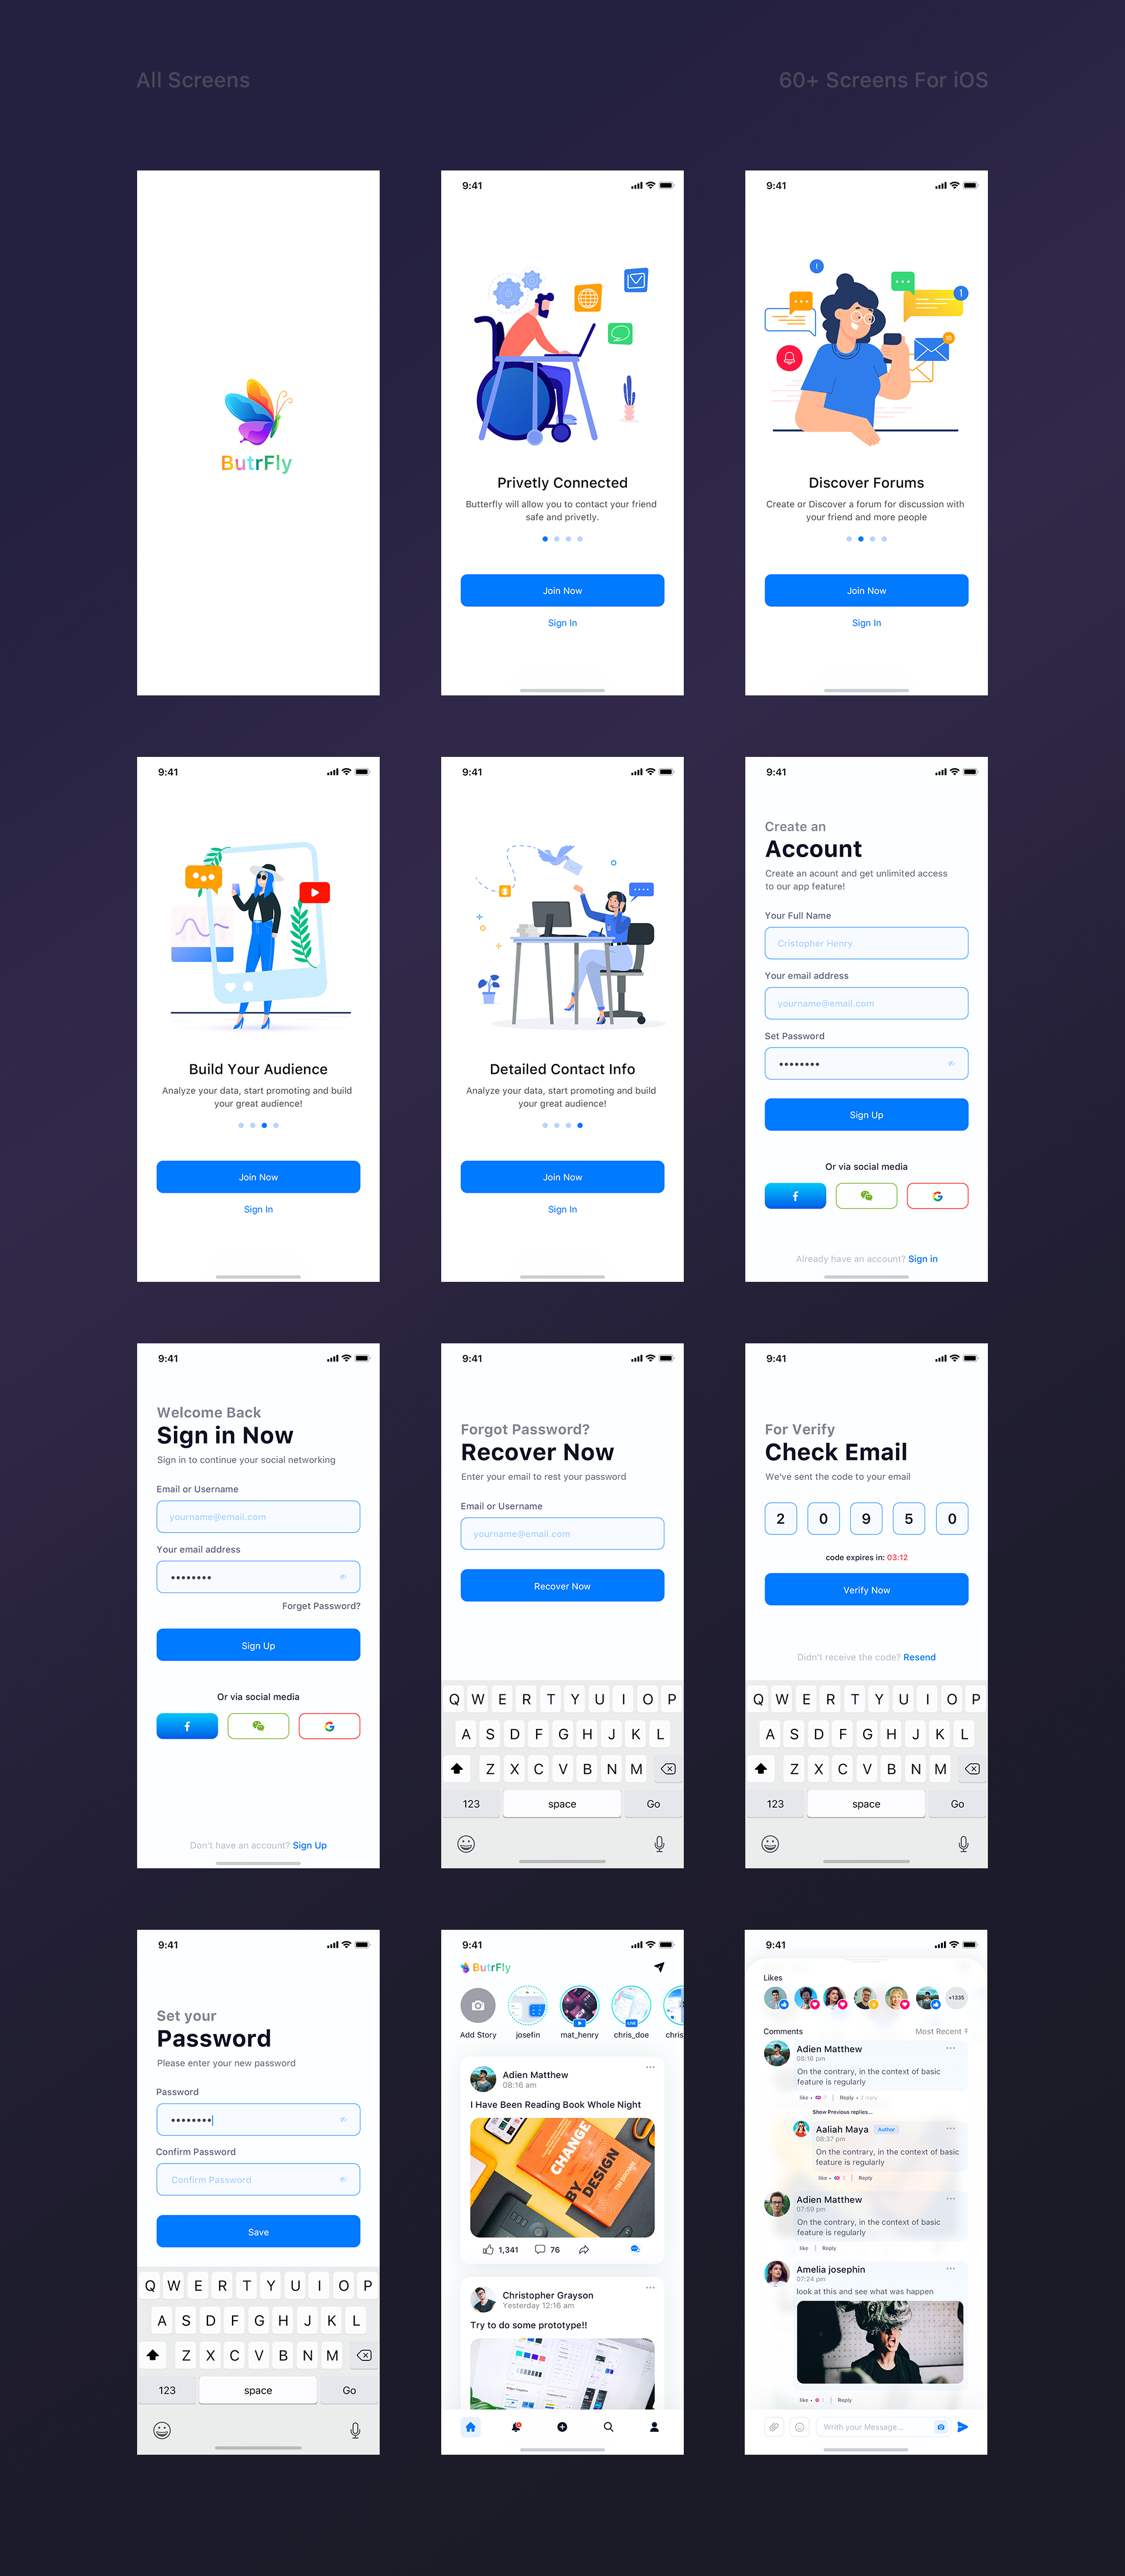 All Screens
60+ Screens For iOS
ButrFly
9:41
Privetly Connected
Butterfly will allow you to contact your friend
safe and privetly.
Join Now
Sign In
9:41
1
10
Discover Forums
Create or Discover a forum for discussion with
your friend and more people
Join Now
Sign In
9:41
Build Your Audience
Analyze your data, start promoting and build
your great audience!
Join Now
Sign In
9:41
Detailed Contact Info
Analyze your data, start promoting and build
your great audience!
Join Now
Sign In
9:41
Create an
Account
Create an acount and get unlimited access
to our app feature!
Your Full Name
Cristopher Henry
Your email address
yourname@email.com
Set Password
Sign Up
Or via social media
Already have an account? Sign in
9:41
Welcome Back
Sign in Now
Sign in to continue your social networking
Email or Username
yourname@email.com
Your email address
Forget Password?
Sign Up
Or via social media
Don't have an account? Sign Up
9:41
Forgot Password?
Recover Now
Enter your email to rest your password
Email or Username
yourname@email.com
Recover Now
Q W E R T Y U I O P
A S D F G H J K L
Z X C V B N M
123 space Go
9:41
For Verify
Check Email
We've sent the code to your email
2 0 9 5 0
code expires in: 03:12
Verify Now
Didn't receive the code? Resend
Q W E R T Y U I O P
A S D F G H J K L
Z X C V B N M
123 space Go
9:41
Set your
Password
Please enter your new password
Password
Confirm Password
Confirm Password
Save
Q W E R T Y U I O P
A S D F G H J K L
Z X C V B N M
123 space Go
9:41
ButrFly
LIVE
Add Story josefin mat_henry chris_doe chris
Adien Matthew
08:16 am
I Have Been Reading Book Whole Night
CHANGE
BY
DESIGN
TIM BROWN
1,341 76
Christopher Grayson
Yesterday 12:16 am
Try to do some prototype!!
9:41
Likes
+1335
Comments Most Recent
Adien Matthew
08:16 pm
On the contrary, in the context of basic
feature is regularly
like • 7 | Reply • 2 reply
Show Previous replies...
Aaliah Maya Author
08:37 pm
On the contrary, in the context of basic
feature is regularly
like • 2 | Reply
Adien Matthew
07:59 pm
On the contrary, in the context of basic
feature is regularly
like | Reply
Amelia josephin
07:24 pm
look at this and see what was happen
like • 1 | Reply
Writh your Message...